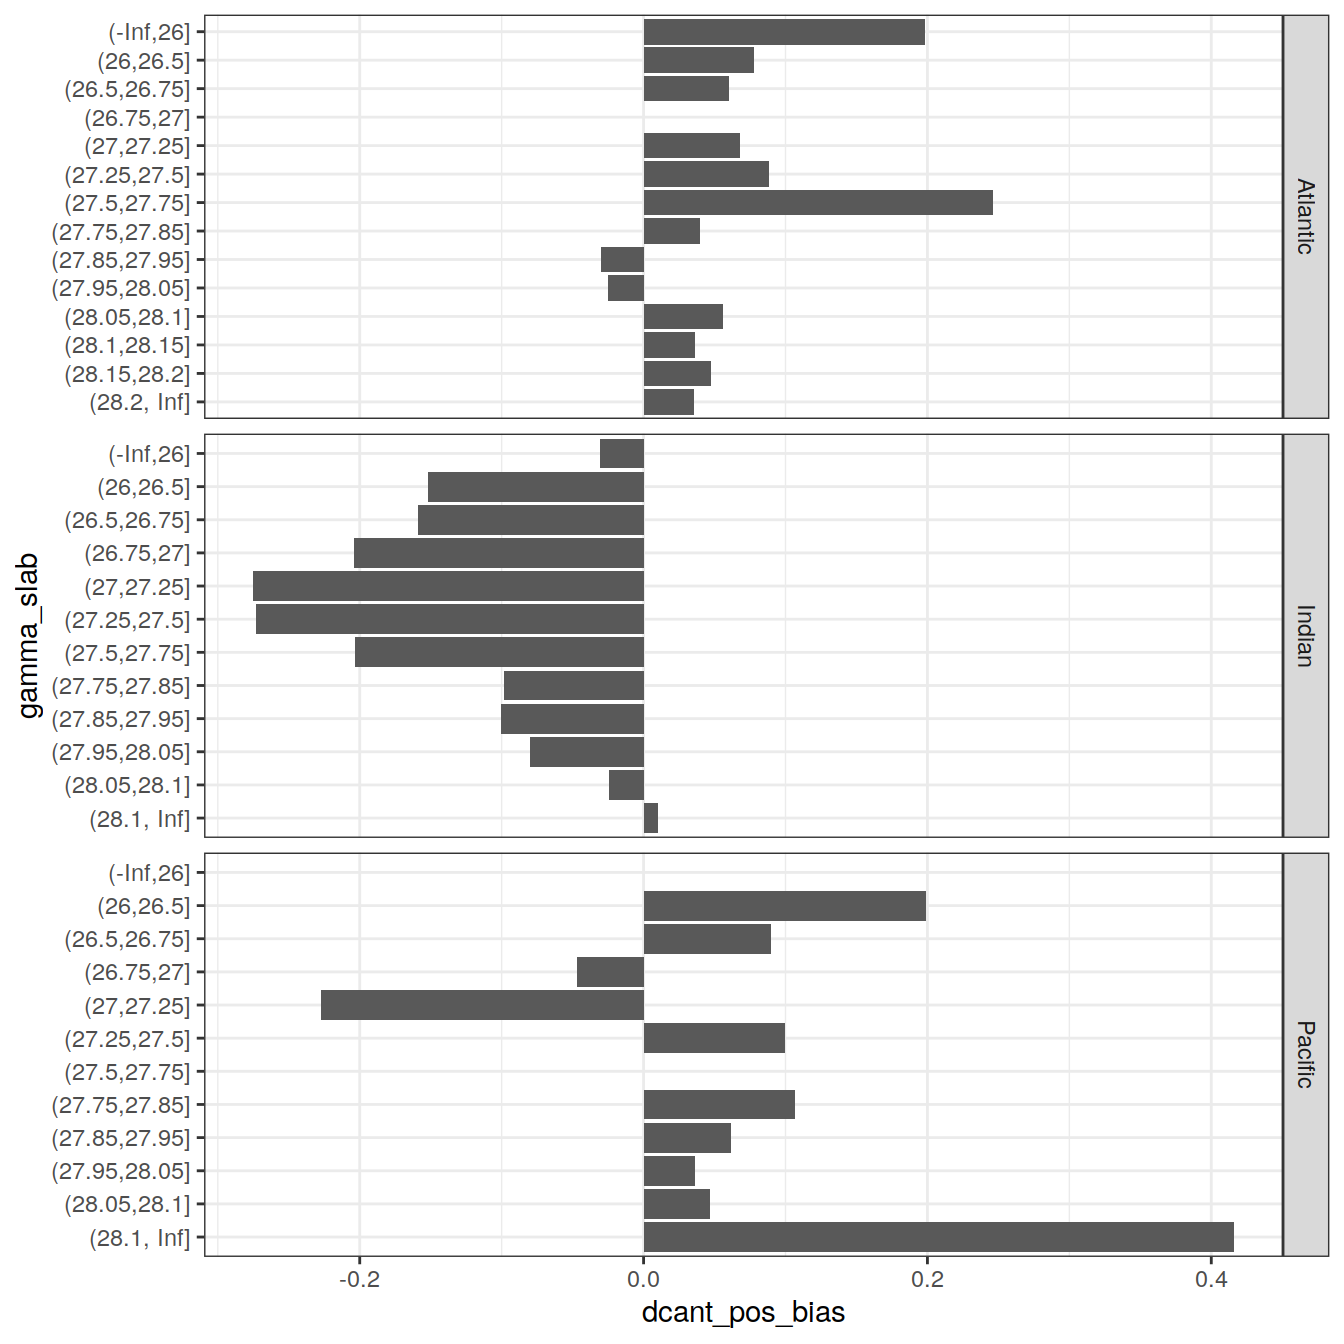 (-Inf,26]
(26,26.5]
(26.5,26.75]
(26.75,27]
(27,27.25]
(27.25,27.5]
(27.5,27.75]
(27.75,27.85]
(27.85,27.95]
(27.95,28.05]
(28.05,28.1]
(28.1,28.15]
(28.15,28.2]
(28.2, Inf]
Atlantic
gamma_slab
(-Inf,26]
(26,26.5]
(26.5,26.75]
(26.75,27]
(27,27.25]
(27.25,27.5]
(27.5,27.75]
(27.75,27.85]
(27.85,27.95]
(27.95,28.05]
(28.05,28.1]
(28.1, Inf]
Indian
(-Inf,26]
(26,26.5]
(26.5,26.75]
(26.75,27]
(27,27.25]
(27.25,27.5]
(27.5,27.75]
(27.75,27.85]
(27.85,27.95]
(27.95,28.05]
(28.05,28.1]
(28.1, Inf]
Pacific
-0.2 0.0 0.2 0.4
dcant_pos_bias